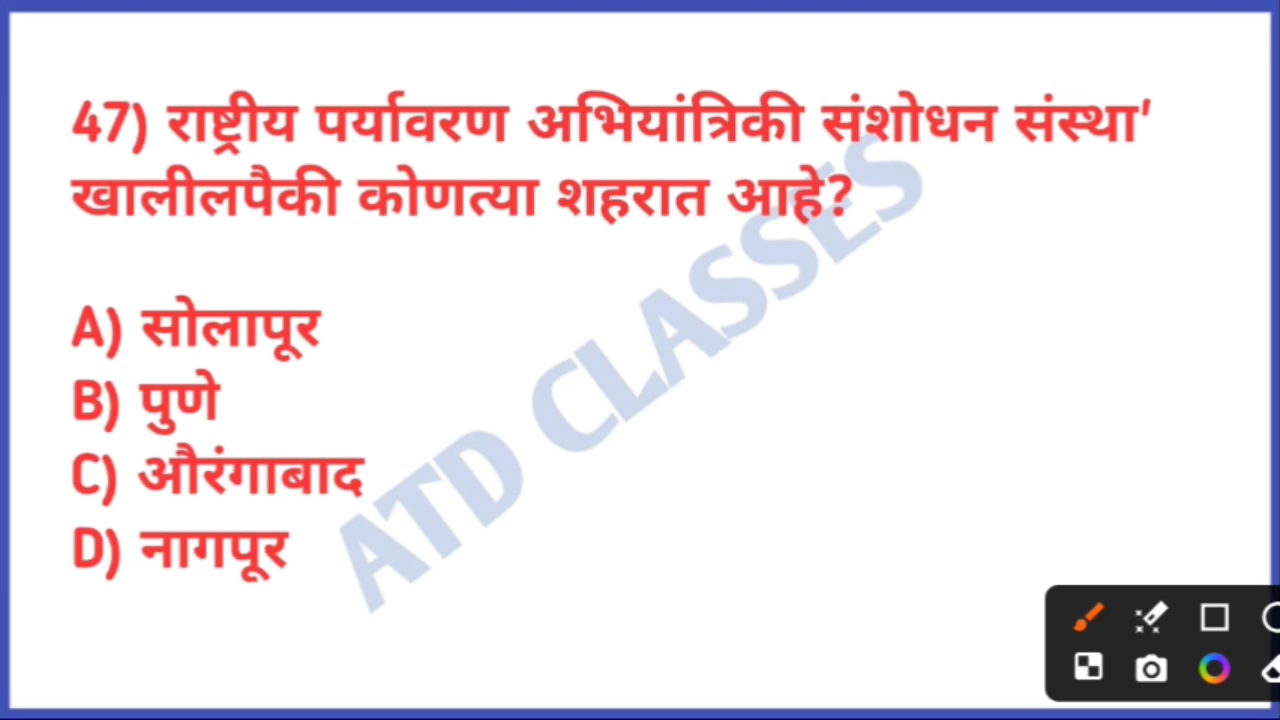 47) राष्ट्रीय पर्यावरण अभियांत्रिकी संशोधन संस्था'
खालीलपैकी कोणत्या शहरात आहे?
A) सोलापूर
B) पुणे
C) औरंगाबाद
D) नागपूर
ATD CLASSES